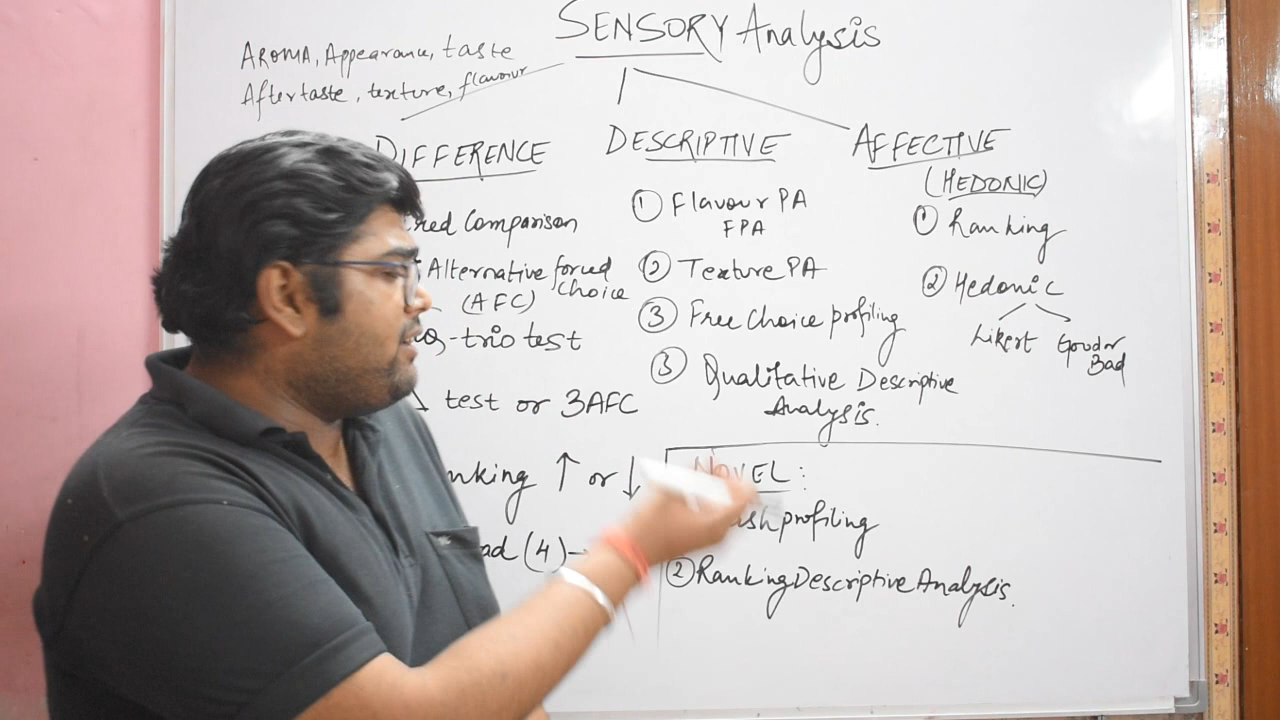 SENSORY Analysis
AROMA, Appearance, taste
Aftertaste, texture, flavour
DIFFERENCE
red Comparison
Alternative forced
choice
(AFC)
-trio test
test or 3AFC
nking ↑ or ↓
ad (4)
DESCRIPTIVE
① Flavour PA
FPA
② Texture PA
③ Free Choice profiling
③ Qualitative Descriptive
Analysis.
AFFECTIVE
(HEDONIC)
① Ranking
② Hedonic
Likert Good or
Bad
NOVEL:
ash profiling
② Ranking Descriptive Analysis.